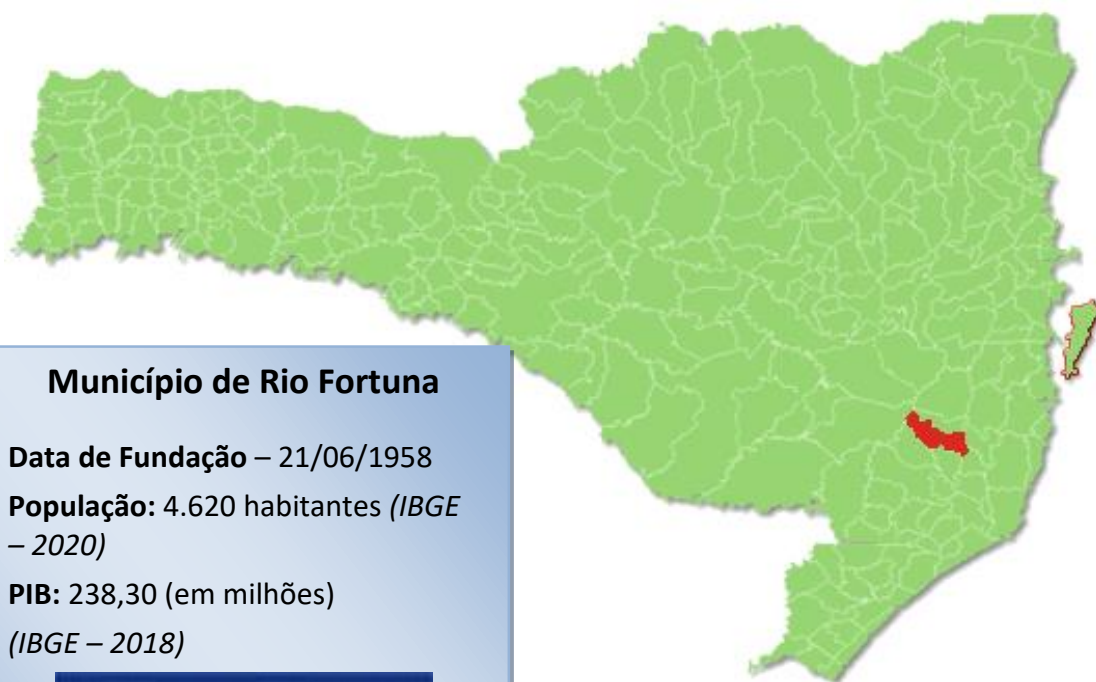 Município de Rio Fortuna
Data de Fundação – 21/06/1958
População: 4.620 habitantes (IBGE
– 2020)
PIB: 238,30 (em milhões)
(IBGE – 2018)